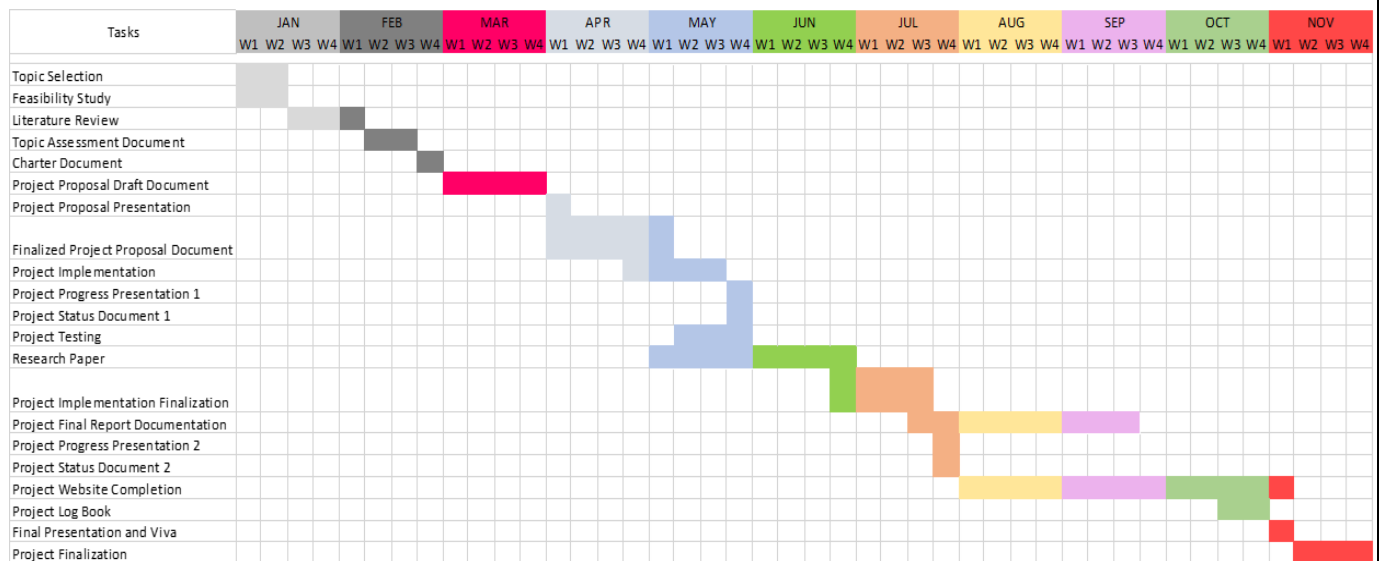 Tasks JAN FEB MAR APR MAY JUN JUL AUG SEP OCT NOV
W1 W2 W3 W4 W1 W2 W3 W4 W1 W2 W3 W4 W1 W2 W3 W4 W1 W2 W3 W4 W1 W2 W3 W4 W1 W2 W3 W4 W1 W2 W3 W4 W1 W2 W3 W4 W1 W2 W3 W4 W1 W2 W3 W4
Topic Selection
Feasibility Study
Literature Review
Topic Assessment Document
Charter Document
Project Proposal Draft Document
Project Proposal Presentation
Finalized Project Proposal Document
Project Implementation
Project Progress Presentation 1
Project Status Document 1
Project Testing
Research Paper
Project Implementation Finalization
Project Final Report Documentation
Project Progress Presentation 2
Project Status Document 2
Project Website Completion
Project Log Book
Final Presentation and Viva
Project Finalization